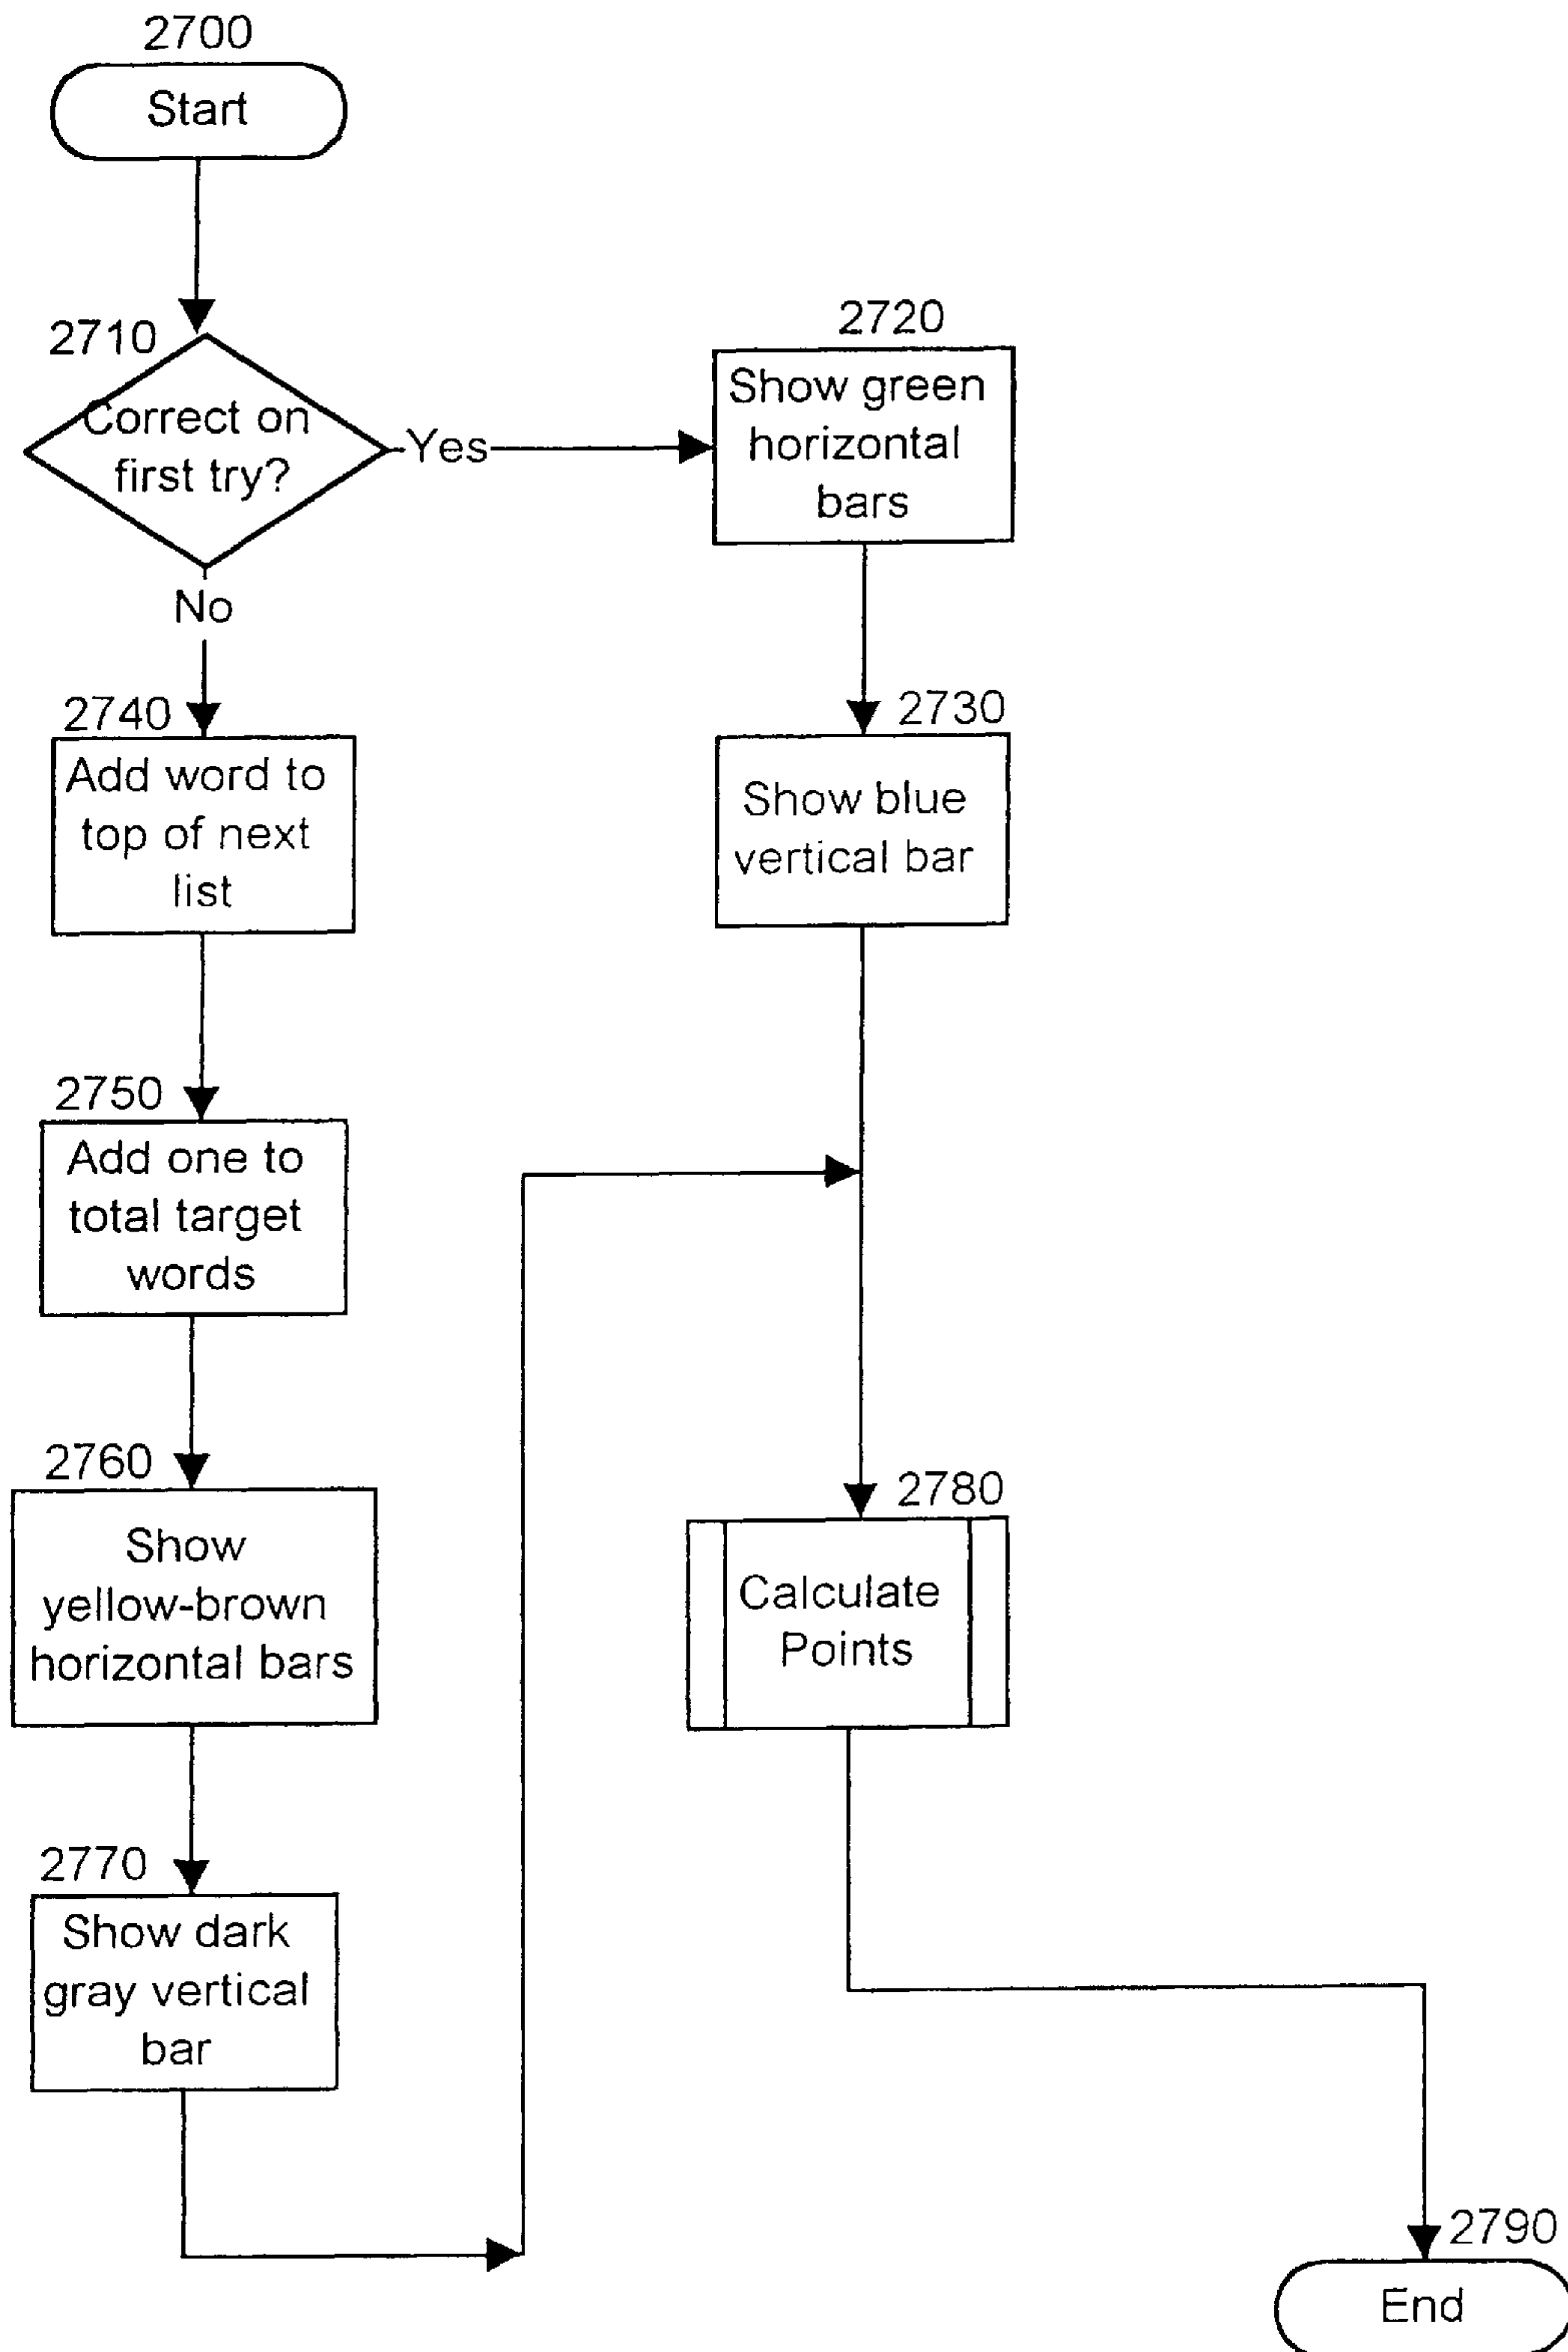 2700
Start
2710
Correct on
first try?
Yes
No
2720
Show green
horizontal
bars
2730
Show blue
vertical bar
2740
Add word to
top of next
list
2750
Add one to
total target
words
2760
Show
yellow-brown
horizontal bars
2770
Show dark
gray vertical
bar
2780
Calculate
Points
2790
End